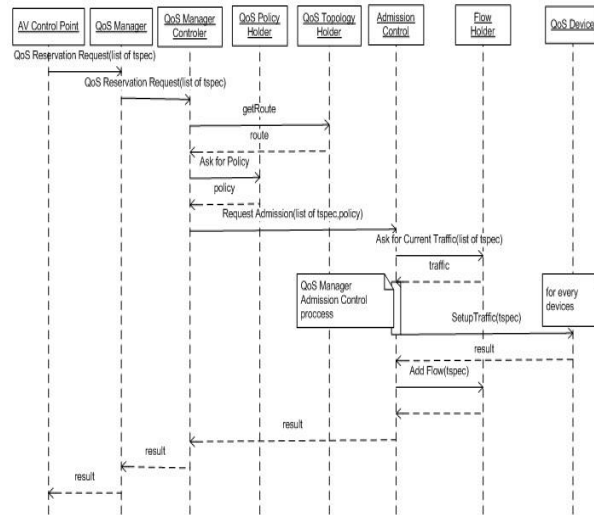 AV Control Point
QoS Manager
QoS Manager
Controler
QoS Policy
Holder
QoS Topology
Holder
Admission
Control
Flow
Holder
QoS Device
QoS Reservation Request(list of tspec)
QoS Reservation Request(list of tspec)
getRoute
route
Ask for Policy
policy
Request Admission(list of tspec,policy)
Ask for Current Traffic(list of tspec)
traffic
QoS Manager
Admission Control
proccess
for every
devices
SetupTraffic(tspec)
result
Add Flow(tspec)
result
result
result